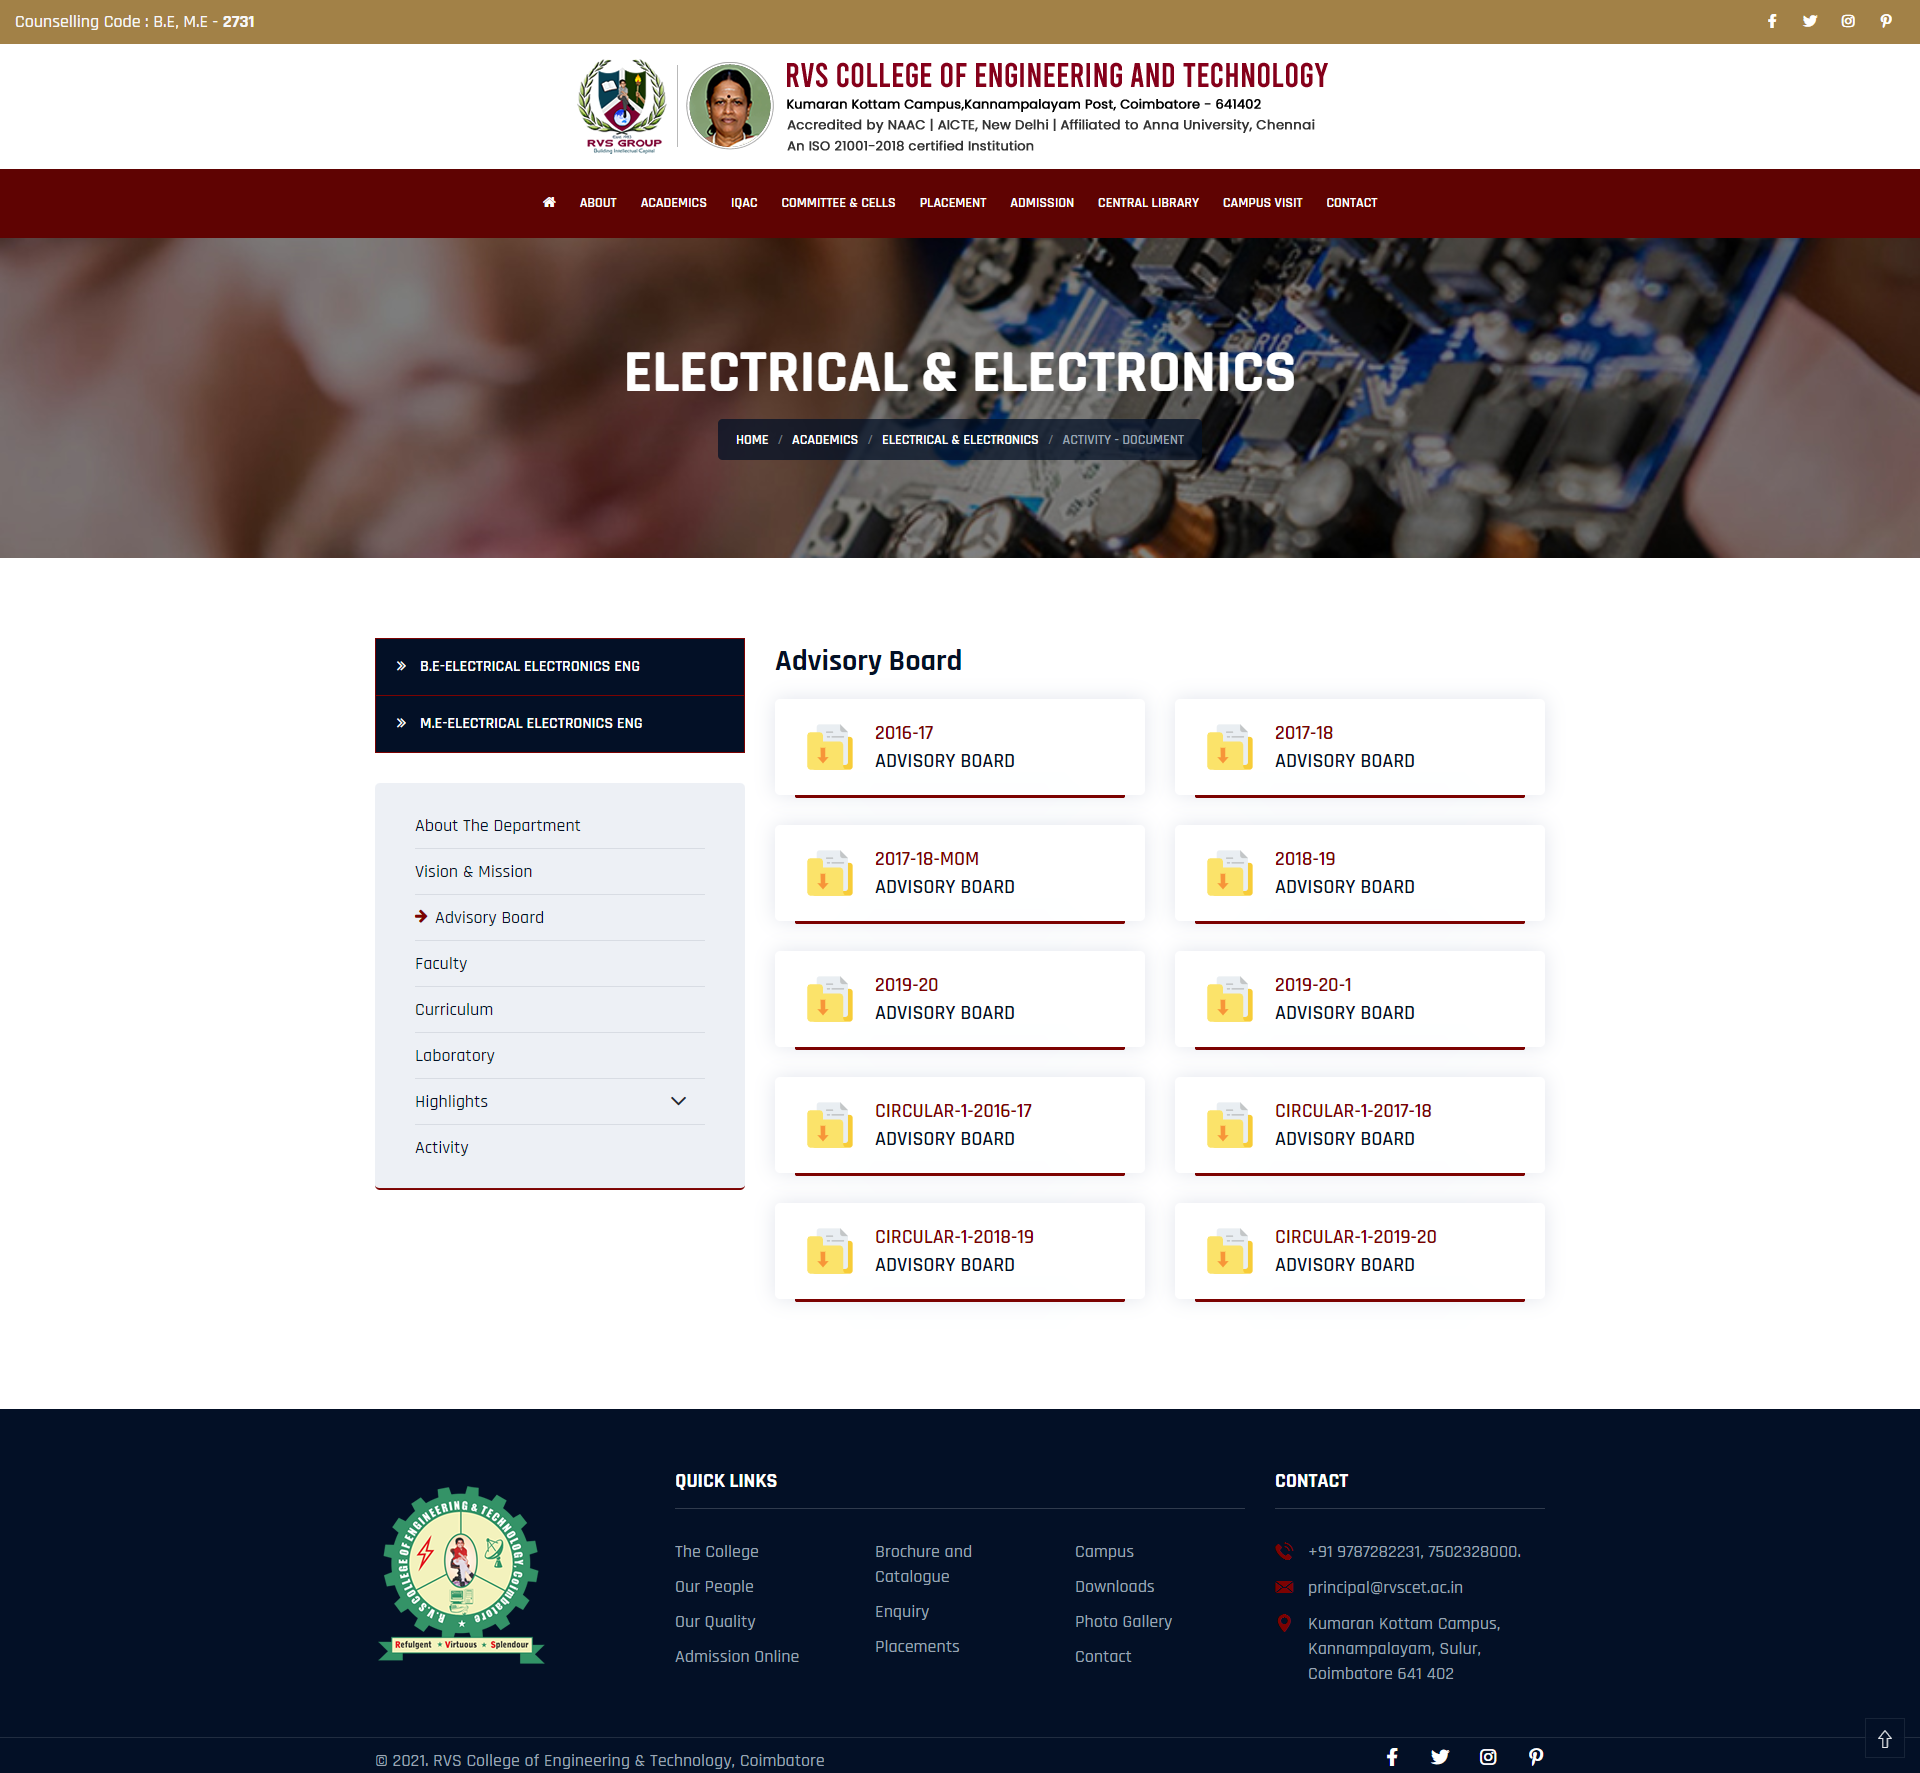 Counselling Code : B.E, M.E - 2731
RVS COLLEGE OF ENGINEERING AND TECHNOLOGY
Kumaran Kottam Campus,Kannampalayam Post, Coimbatore - 641402
Accredited by NAAC | AICTE, New Delhi | Affiliated to Anna University, Chennai
An ISO 21001-2018 certified Institution
RVS GROUP
Building Intellectual Capital
ABOUT ACADEMICS IQAC COMMITTEE & CELLS PLACEMENT ADMISSION CENTRAL LIBRARY CAMPUS VISIT CONTACT
ELECTRICAL & ELECTRONICS
HOME / ACADEMICS / ELECTRICAL & ELECTRONICS / ACTIVITY - DOCUMENT
B.E-ELECTRICAL ELECTRONICS ENG
M.E-ELECTRICAL ELECTRONICS ENG
About The Department
Vision & Mission
Advisory Board
Faculty
Curriculum
Laboratory
Highlights
Activity
Advisory Board
2016-17
ADVISORY BOARD
2017-18
ADVISORY BOARD
2017-18-MOM
ADVISORY BOARD
2018-19
ADVISORY BOARD
2019-20
ADVISORY BOARD
2019-20-1
ADVISORY BOARD
CIRCULAR-1-2016-17
ADVISORY BOARD
CIRCULAR-1-2017-18
ADVISORY BOARD
CIRCULAR-1-2018-19
ADVISORY BOARD
CIRCULAR-1-2019-20
ADVISORY BOARD
R.V.S. COLLEGE OF ENGINEERING & TECHNOLOGY, Coimbatore
Refulgent ★ Virtuous ★ Splendour
QUICK LINKS
The College
Our People
Our Quality
Admission Online
Brochure and
Catalogue
Enquiry
Placements
Campus
Downloads
Photo Gallery
Contact
CONTACT
+91 9787282231, 7502328000.
principal@rvscet.ac.in
Kumaran Kottam Campus,
Kannampalayam, Sulur,
Coimbatore 641 402
© 2021. RVS College of Engineering & Technology, Coimbatore